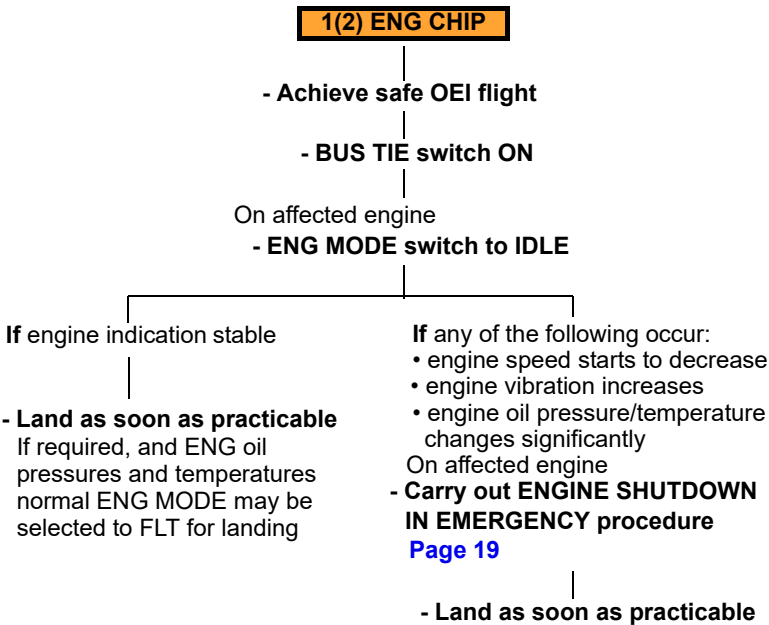 1(2) ENG CHIP
- Achieve safe OEI flight
- BUS TIE switch ON
On affected engine
- ENG MODE switch to IDLE
If engine indication stable
- Land as soon as practicable
If required, and ENG oil
pressures and temperatures
normal ENG MODE may be
selected to FLT for landing
If any of the following occur:
• engine speed starts to decrease
• engine vibration increases
• engine oil pressure/temperature
changes significantly
On affected engine
- Carry out ENGINE SHUTDOWN
IN EMERGENCY procedure
Page 19
- Land as soon as practicable